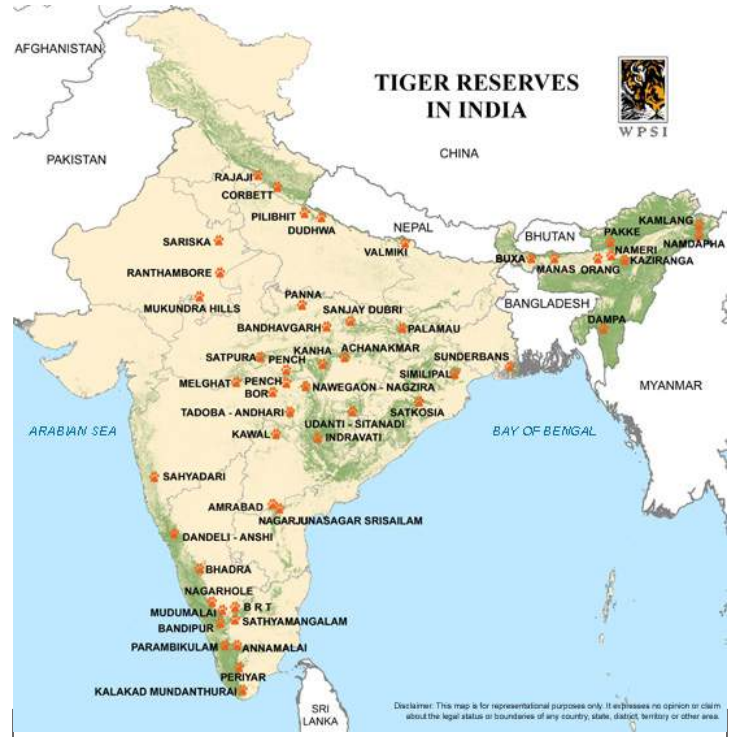 TIGER RESERVES
IN INDIA
WPSI
AFGHANISTAN
PAKISTAN
CHINA
RAJAJI
CORBETT
PILIBHIT
DUDHWA
NEPAL
VALMIKI
SARISKA
RANTHAMBORE
MUKUNDRA HILLS
BHUTAN
BUXA
MANAS
ORANG
PAKKE
NAMERI
KAZIRANGA
KAMLANG
NAMDAPHA
BANGLADESH
DAMPA
MYANMAR
PANNA
SANJAY DUBRI
BANDHAVGARH
PALAMAU
SATPURA
PENCH
KANHA
ACHANAKMAR
SUNDERBANS
SIMILIPAL
MELGHAT
PENCH
BOR
NAWEGAON - NAGZIRA
SATKOSIA
TADOBA - ANDHARI
UDANTI - SITANADI
KAWAL
INDRAVATI
ARABIAN SEA
BAY OF BENGAL
SAHYADARI
AMRABAD
NAGARJUNASAGAR SRISAILAM
DANDELI - ANSHI
BHADRA
NAGARHOLE
B R T
MUDUMALAI
SATHYAMANGALAM
BANDIPUR
PARAMBIKULAM
ANNAMALAI
PERIYAR
KALAKAD MUNDANTHURAI
SRI
LANKA
Disclaimer: This map is for representational purposes only. It expresses no opinion or claim
about the legal status or boundaries of any country, state, district, territory or other area.